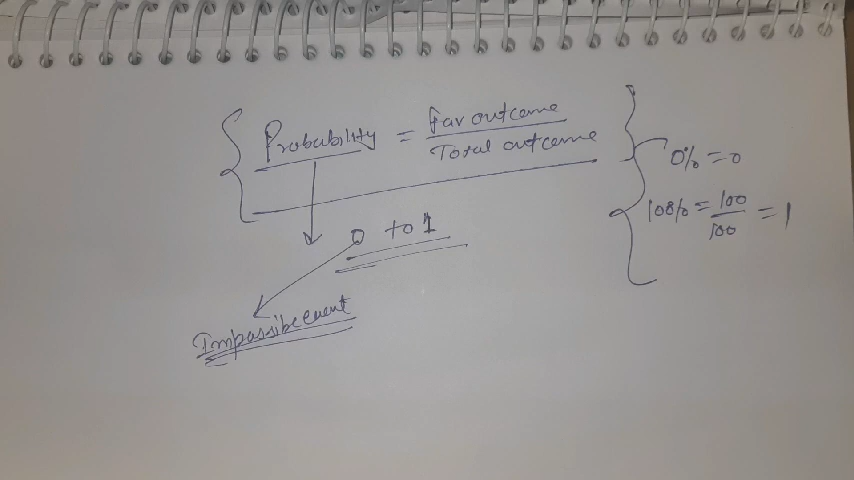 Probability = Fav outcome / Total outcome
0% = 0
100% = 100/100 = 1
0 to 1
Impossible event